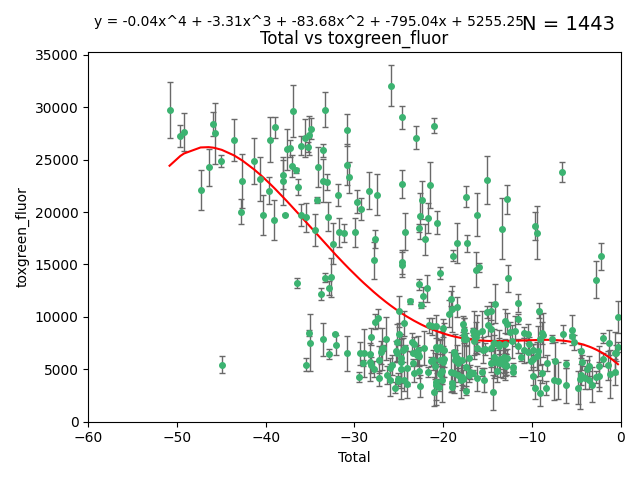 y = -0.04x^4 + -3.31x^3 + -83.68x^2 + -795.04x + 5255.25
N = 1443
Total vs toxgreen_fluor
35000
30000
25000
20000
15000
10000
5000
0
toxgreen_fluor
−60 −50 −40 −30 −20 −10 0
Total